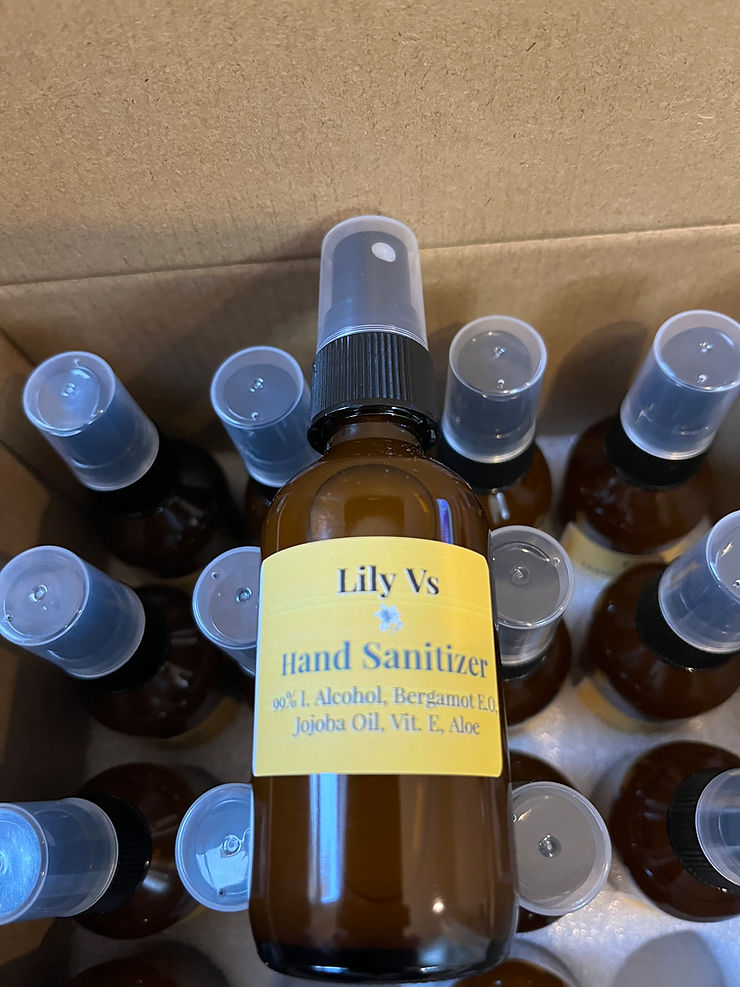 Lily Vs
Hand Sanitizer
99% I. Alcohol, Bergamot E.O.
Jojoba Oil, Vit. E, Aloe